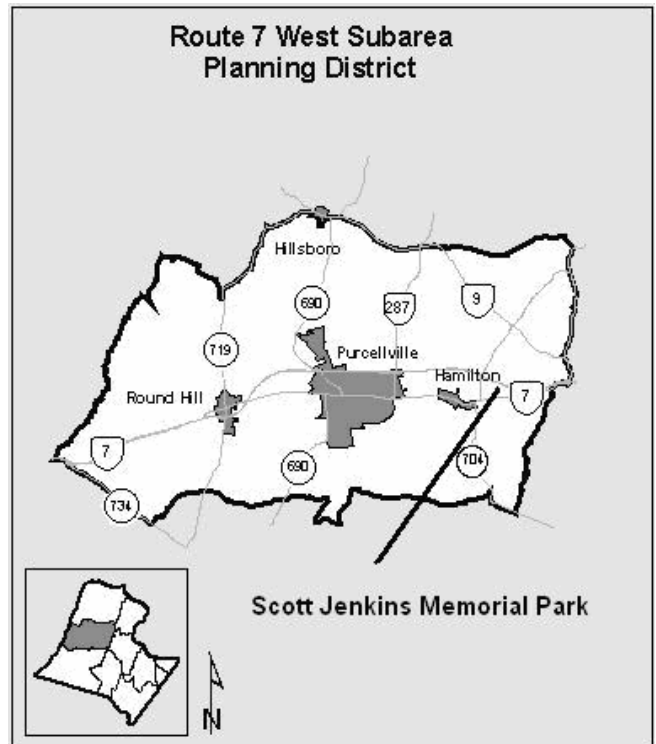 Route 7 West Subarea
Planning District
Hillsboro
690
287
9
719
Purcellville
Hamilton
Round Hill
7
7
690
704
734
Scott Jenkins Memorial Park
N